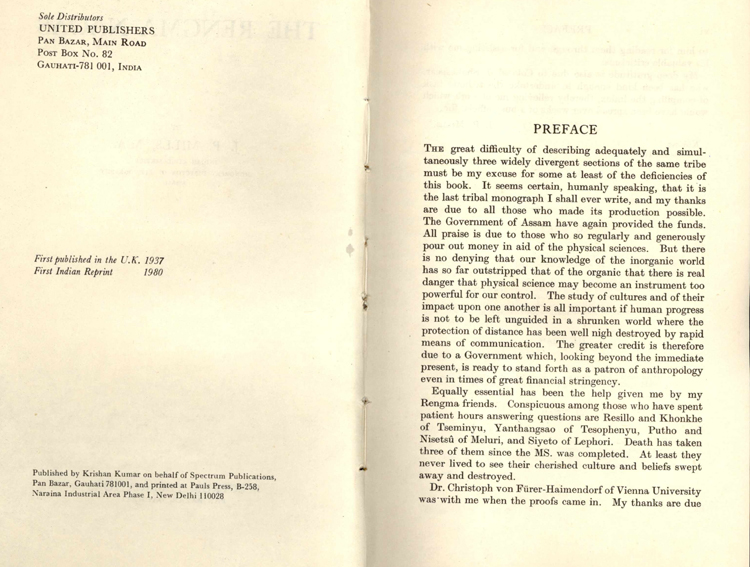 Sole Distributors
UNITED PUBLISHERS
PAN BAZAR, MAIN ROAD
POST BOX NO. 82
GAUHATI-781 001, INDIA
First published in the U.K. 1937
First Indian Reprint 1980
Published by Krishan Kumar on behalf of Spectrum Publications,
Pan Bazar, Gauhati 781001, and printed at Pauls Press, B-258,
Naraina Industrial Area Phase I, New Delhi 110028
PREFACE
THE great difficulty of describing adequately and simul-
taneously three widely divergent sections of the same tribe
must be my excuse for some at least of the deficiencies of
this book. It seems certain, humanly speaking, that it is
the last tribal monograph I shall ever write, and my thanks
are due to all those who made its production possible.
The Government of Assam have again provided the funds.
All praise is due to those who so regularly and generously
pour out money in aid of the physical sciences. But there
is no denying that our knowledge of the inorganic world
has so far outstripped that of the organic that there is real
danger that physical science may become an instrument too
powerful for our control. The study of cultures and of their
impact upon one another is all important if human progress
is not to be left unguided in a shrunken world where the
protection of distance has been well nigh destroyed by rapid
means of communication. The greater credit is therefore
due to a Government which, looking beyond the immediate
present, is ready to stand forth as a patron of anthropology
even in times of great financial stringency.
Equally essential has been the help given me by my
Rengma friends. Conspicuous among those who have spent
patient hours answering questions are Resillo and Khonkhe
of Tseminyu, Yanthangsao of Tesophenyu, Putho and
Nisetsü of Meluri, and Siyeto of Lephori. Death has taken
three of them since the MS. was completed. At least they
never lived to see their cherished culture and beliefs swept
away and destroyed.
Dr. Christoph von Fürer-Haimendorf of Vienna University
was with me when the proofs came in. My thanks are due